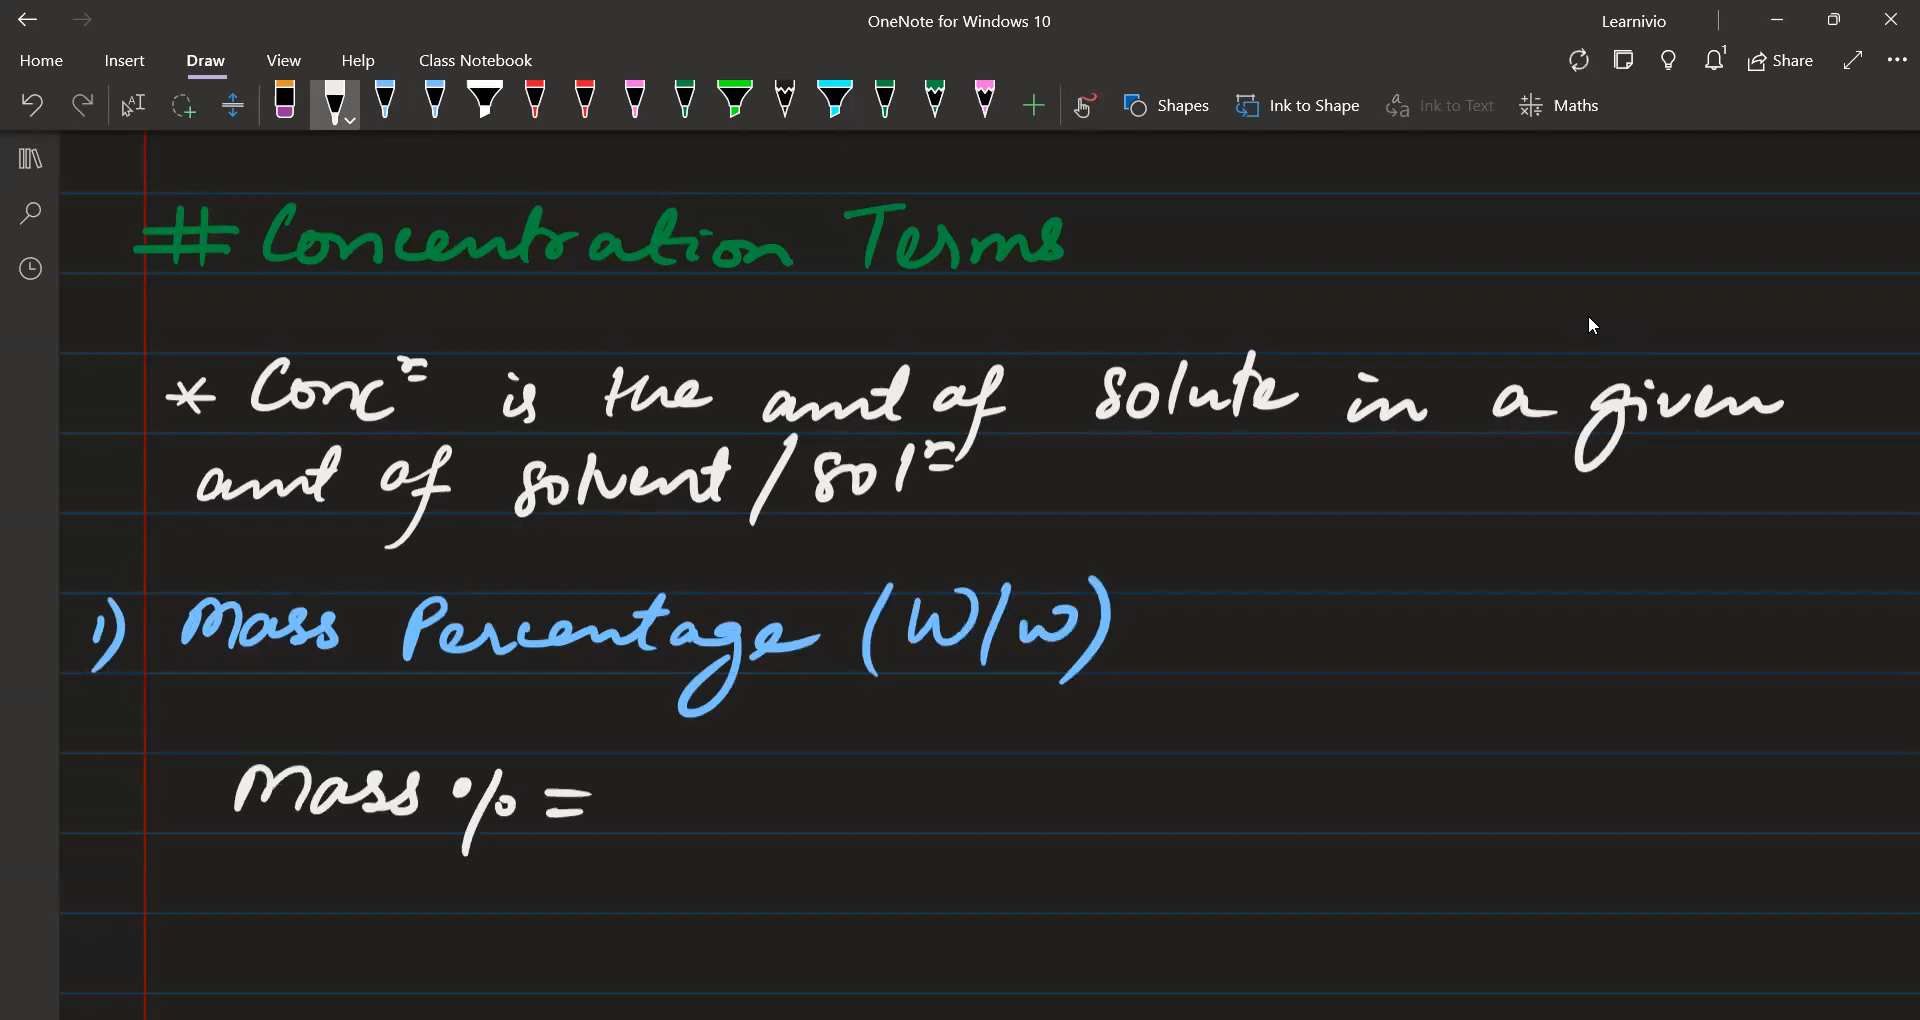 OneNote for Windows 10
Learnivio
Home Insert Draw View Help Class Notebook
1
Share
Shapes Ink to Shape Ink to Text Maths
# Concentration Terms
* Concⁿ is the amt of solute in a given
amt of solvent/solⁿ
1) Mass Percentage (W/w)
Mass % =